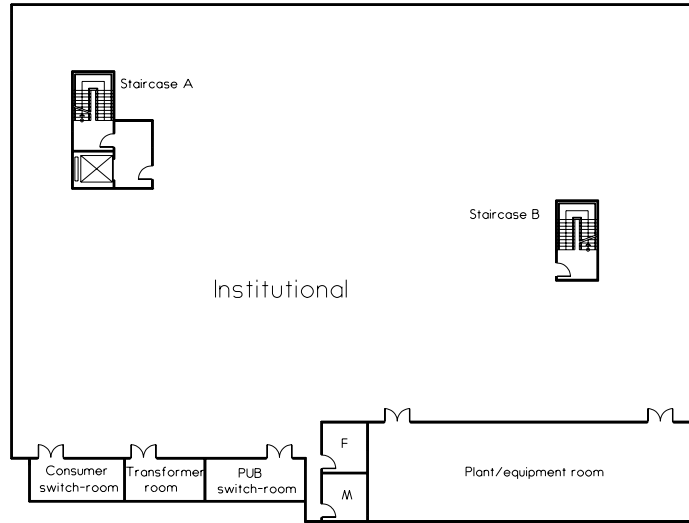 Staircase A
Staircase B
Institutional
F
Consumer
switch-room
Transformer
room
PUB
switch-room
Plant/equipment room
M